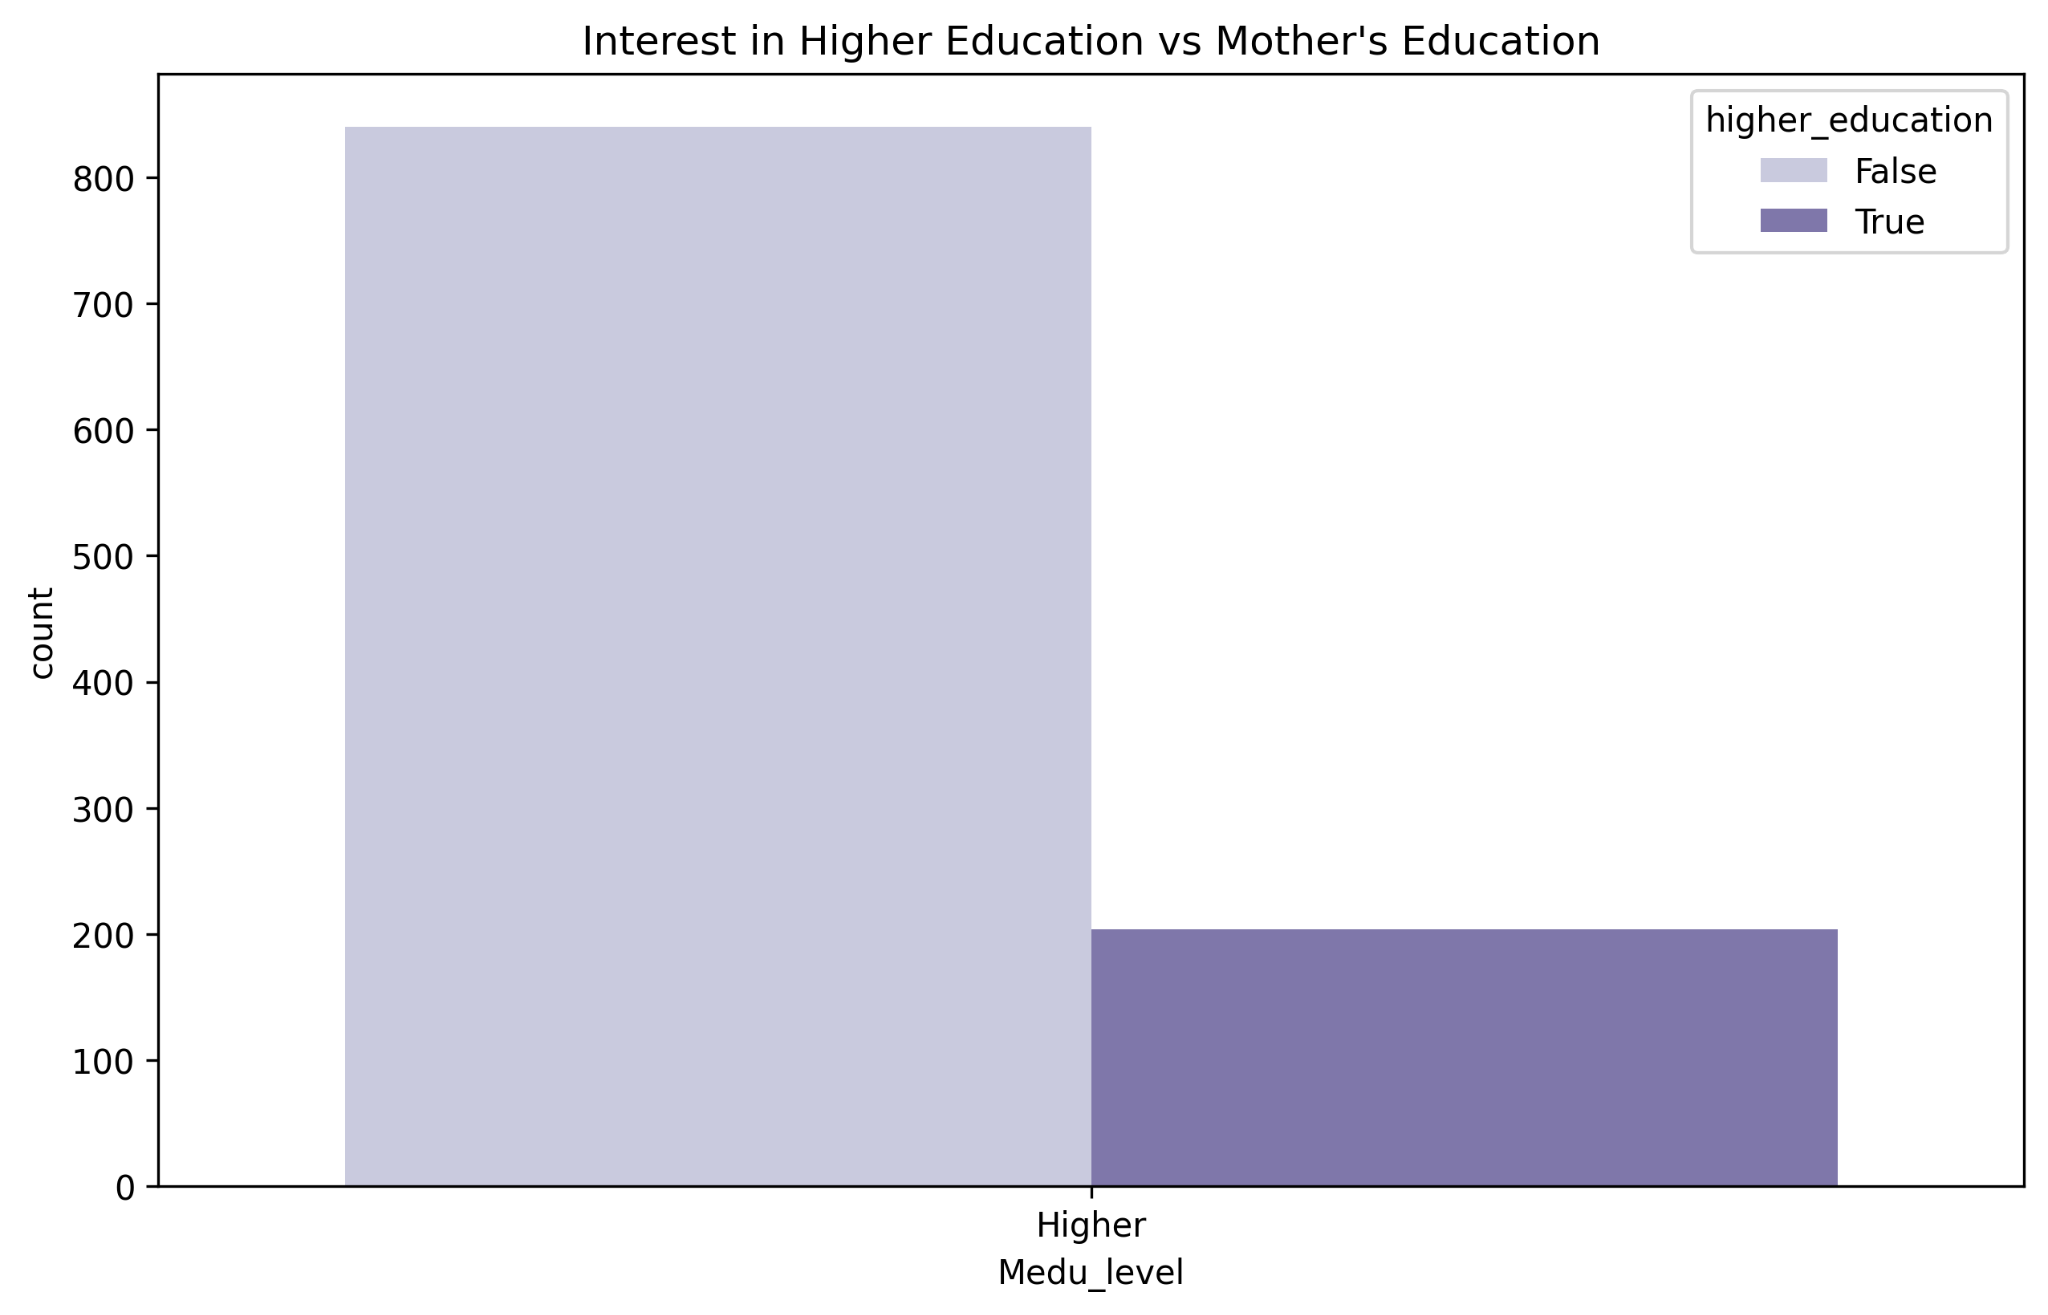 Interest in Higher Education vs Mother's Education
higher_education
False
True
count
800
700
600
500
400
300
200
100
0
Higher
Medu_level